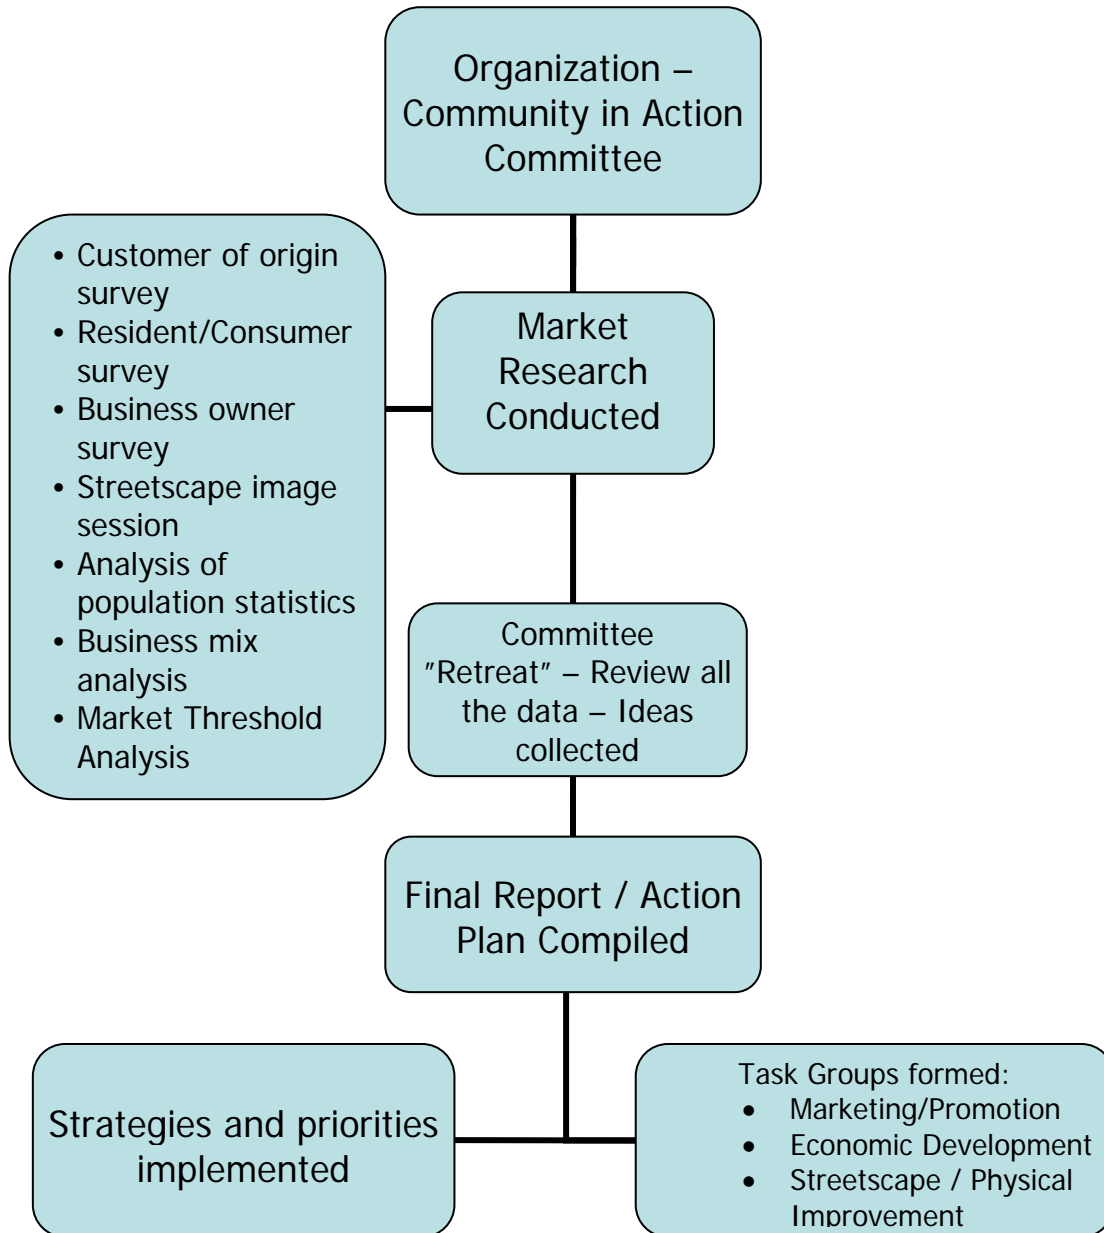 Organization –
Community in Action
Committee
• Customer of origin
survey
• Resident/Consumer
survey
• Business owner
survey
• Streetscape image
session
• Analysis of
population statistics
• Business mix
analysis
• Market Threshold
Analysis
Market
Research
Conducted
Committee
"Retreat" – Review all
the data – Ideas
collected
Final Report / Action
Plan Compiled
Strategies and priorities
implemented
Task Groups formed:
• Marketing/Promotion
• Economic Development
• Streetscape / Physical
Improvement